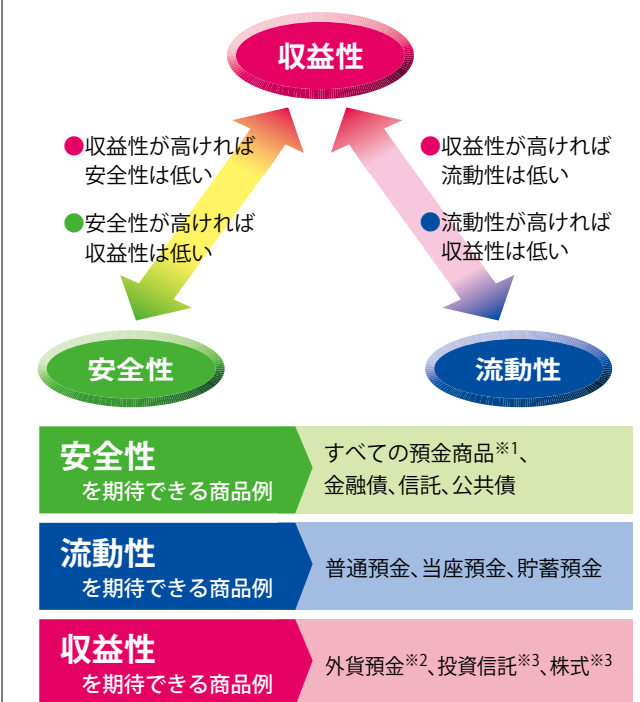 収益性
●収益性が高ければ
安全性は低い
●安全性が高ければ
収益性は低い
●収益性が高ければ
流動性は低い
●流動性が高ければ
収益性は低い
安全性
流動性
安全性
を期待できる商品例
すべての預金商品※1、
金融債、信託、公共債
流動性
を期待できる商品例
普通預金、当座預金、貯蓄預金
収益性
を期待できる商品例
外貨預金※2、投資信託※3、株式※3